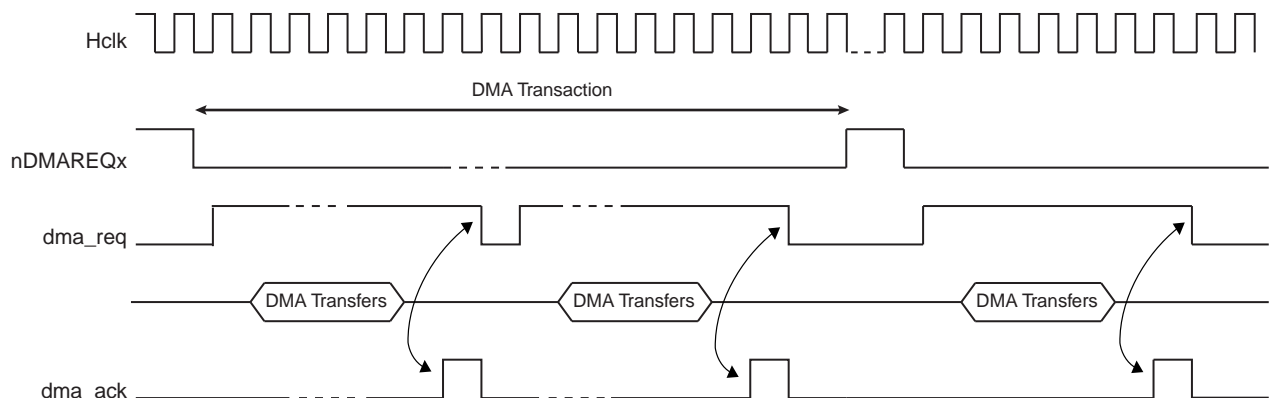 Hclk
DMA Transaction
nDMAREQx
dma_req
DMA Transfers DMA Transfers DMA Transfers
dma_ack